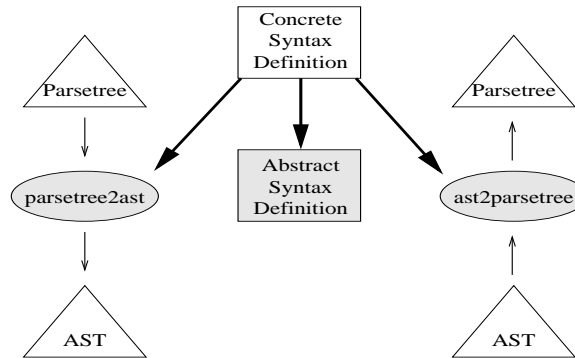 Concrete
Syntax
Definition
Parsetree
Parsetree
parsetree2ast
Abstract
Syntax
Definition
ast2parsetree
AST
AST